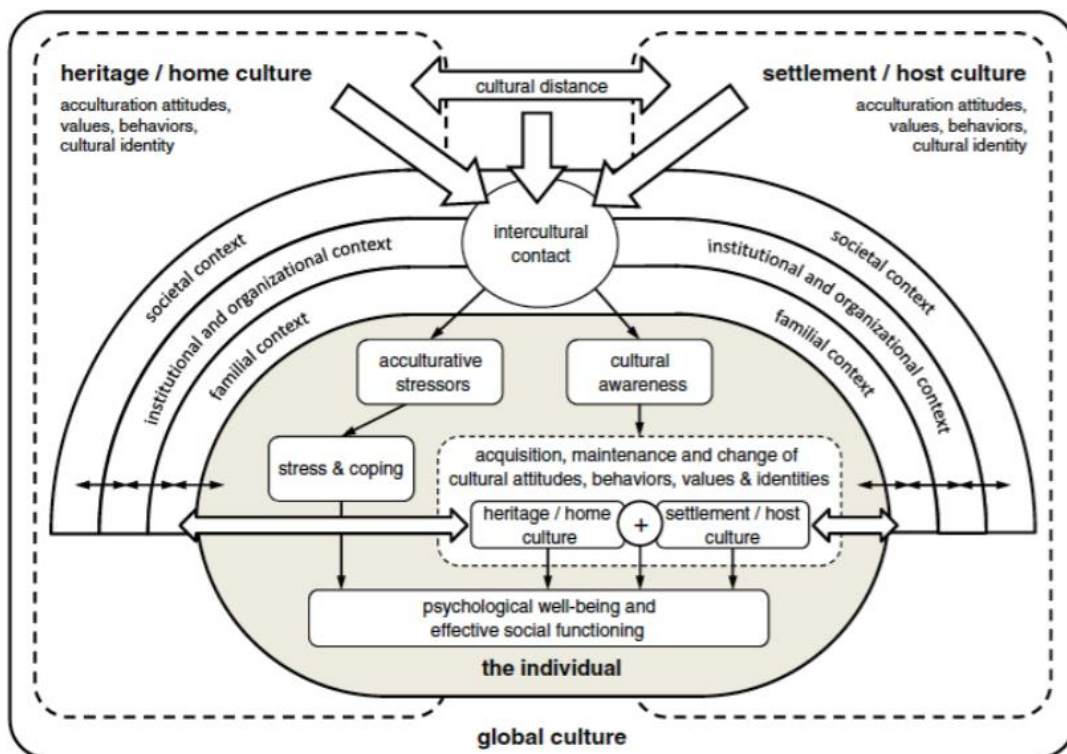 heritage / home culture
acculturation attitudes,
values, behaviors,
cultural identity
cultural distance
settlement / host culture
acculturation attitudes,
values, behaviors,
cultural identity
intercultural
contact
societal context
institutional and organizational context
familial context
societal context
institutional and organizational context
familial context
acculturative
stressors
cultural
awareness
stress & coping
acquisition, maintenance and change of
cultural attitudes, behaviors, values & identities
heritage / home
culture
+
settlement / host
culture
psychological well-being and
effective social functioning
the individual
global culture